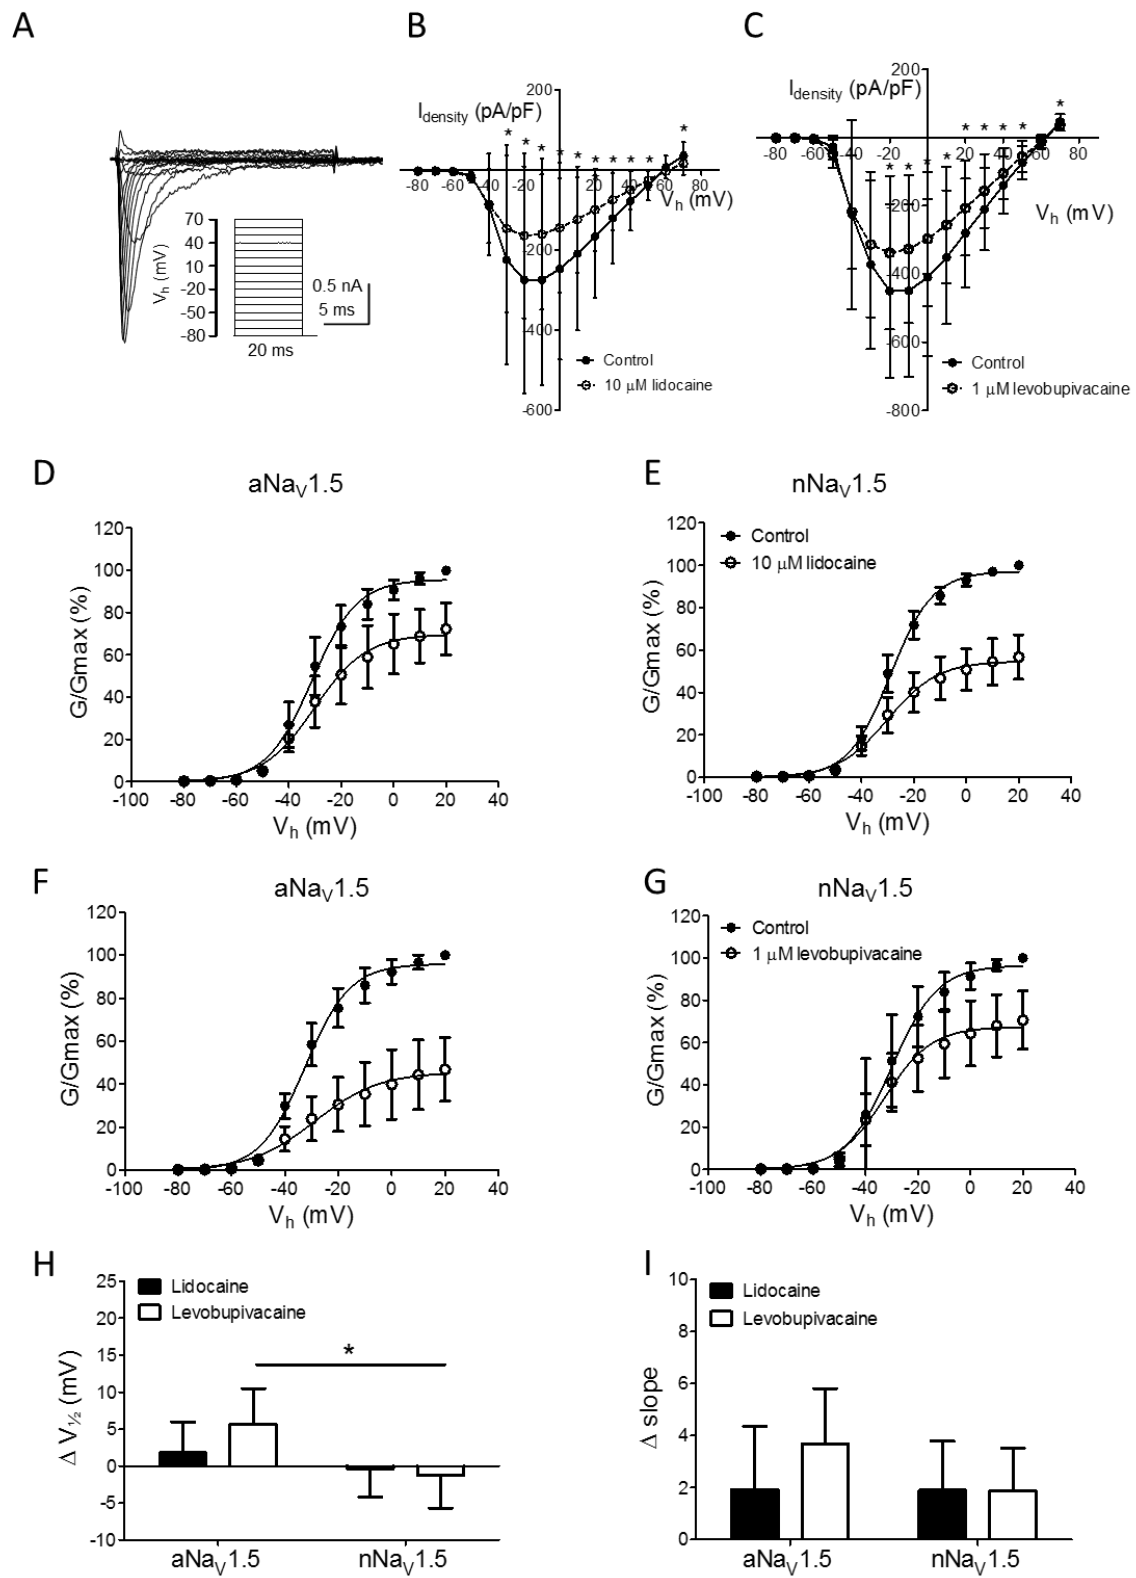 A
70
40
10
-20
-50
-80
Vh (mV)
20 ms
0.5 nA
5 ms
B
200
Idensity (pA/pF)
*
* * * * * * * * *
-80 -40 20 40 80
Vh (mV)
-200
-400
-600
Control
10 µM lidocaine
C
200
Idensity (pA/pF)
*
* * * *
* * * *
-80 -40 40 80
Vh (mV)
-200
-400
-600
-800
Control
1 µM levobupivacaine
D
aNaV1.5
120
100
80
60
40
20
0
G/Gmax (%)
-100 -80 -60 -40 -20 0 20 40
Vh (mV)
E
nNaV1.5
120
100
80
60
40
20
0
G/Gmax (%)
Control
10 µM lidocaine
-100 -80 -60 -40 -20 0 20 40
Vh (mV)
F
aNaV1.5
120
100
80
60
40
20
0
G/Gmax (%)
-100 -80 -60 -40 -20 0 20 40
Vh (mV)
G
nNaV1.5
120
100
80
60
40
20
0
G/Gmax (%)
Control
1 µM levobupivacaine
-100 -80 -60 -40 -20 0 20 40
Vh (mV)
H
25
20
15
10
5
0
-5
-10
Δ V½ (mV)
Lidocaine
Levobupivacaine
*
aNaV1.5 nNaV1.5
I
10
8
6
4
2
0
Δ slope
Lidocaine
Levobupivacaine
aNaV1.5 nNaV1.5